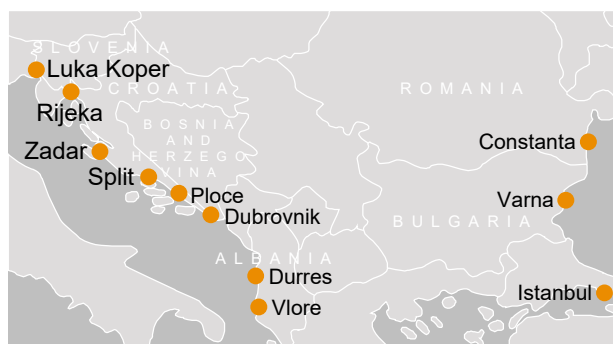 SLOVENIA
Luka Koper
CROATIA
Rijeka
ROMANIA
BOSNIA
AND
HERZEGO
VINA
Constanta
Zadar
Split
Ploce
Varna
Dubrovnik
BULGARIA
ALBANIA
Durres
Istanbul
Vlore